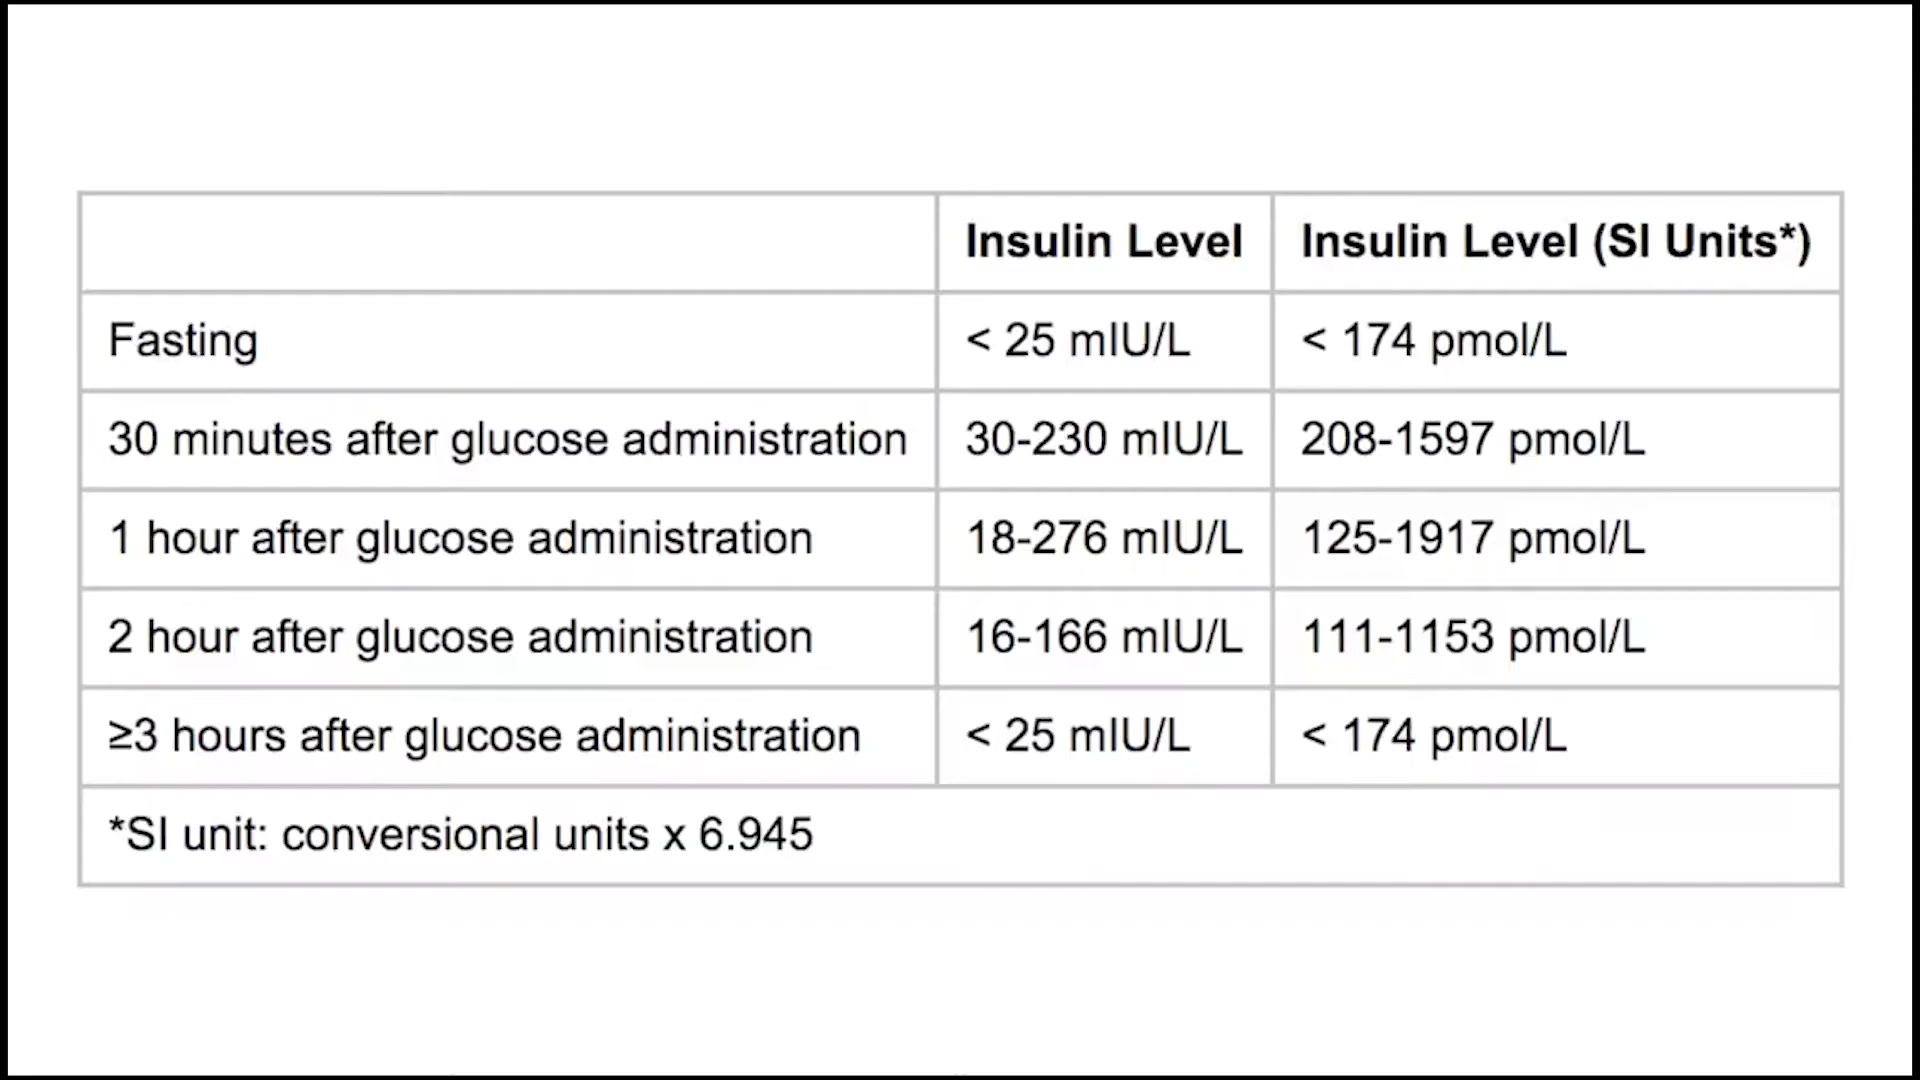 Insulin Level Insulin Level (SI Units*)
Fasting < 25 mIU/L < 174 pmol/L
30 minutes after glucose administration 30-230 mIU/L 208-1597 pmol/L
1 hour after glucose administration 18-276 mIU/L 125-1917 pmol/L
2 hour after glucose administration 16-166 mIU/L 111-1153 pmol/L
≥3 hours after glucose administration < 25 mIU/L < 174 pmol/L
*SI unit: conversional units x 6.945